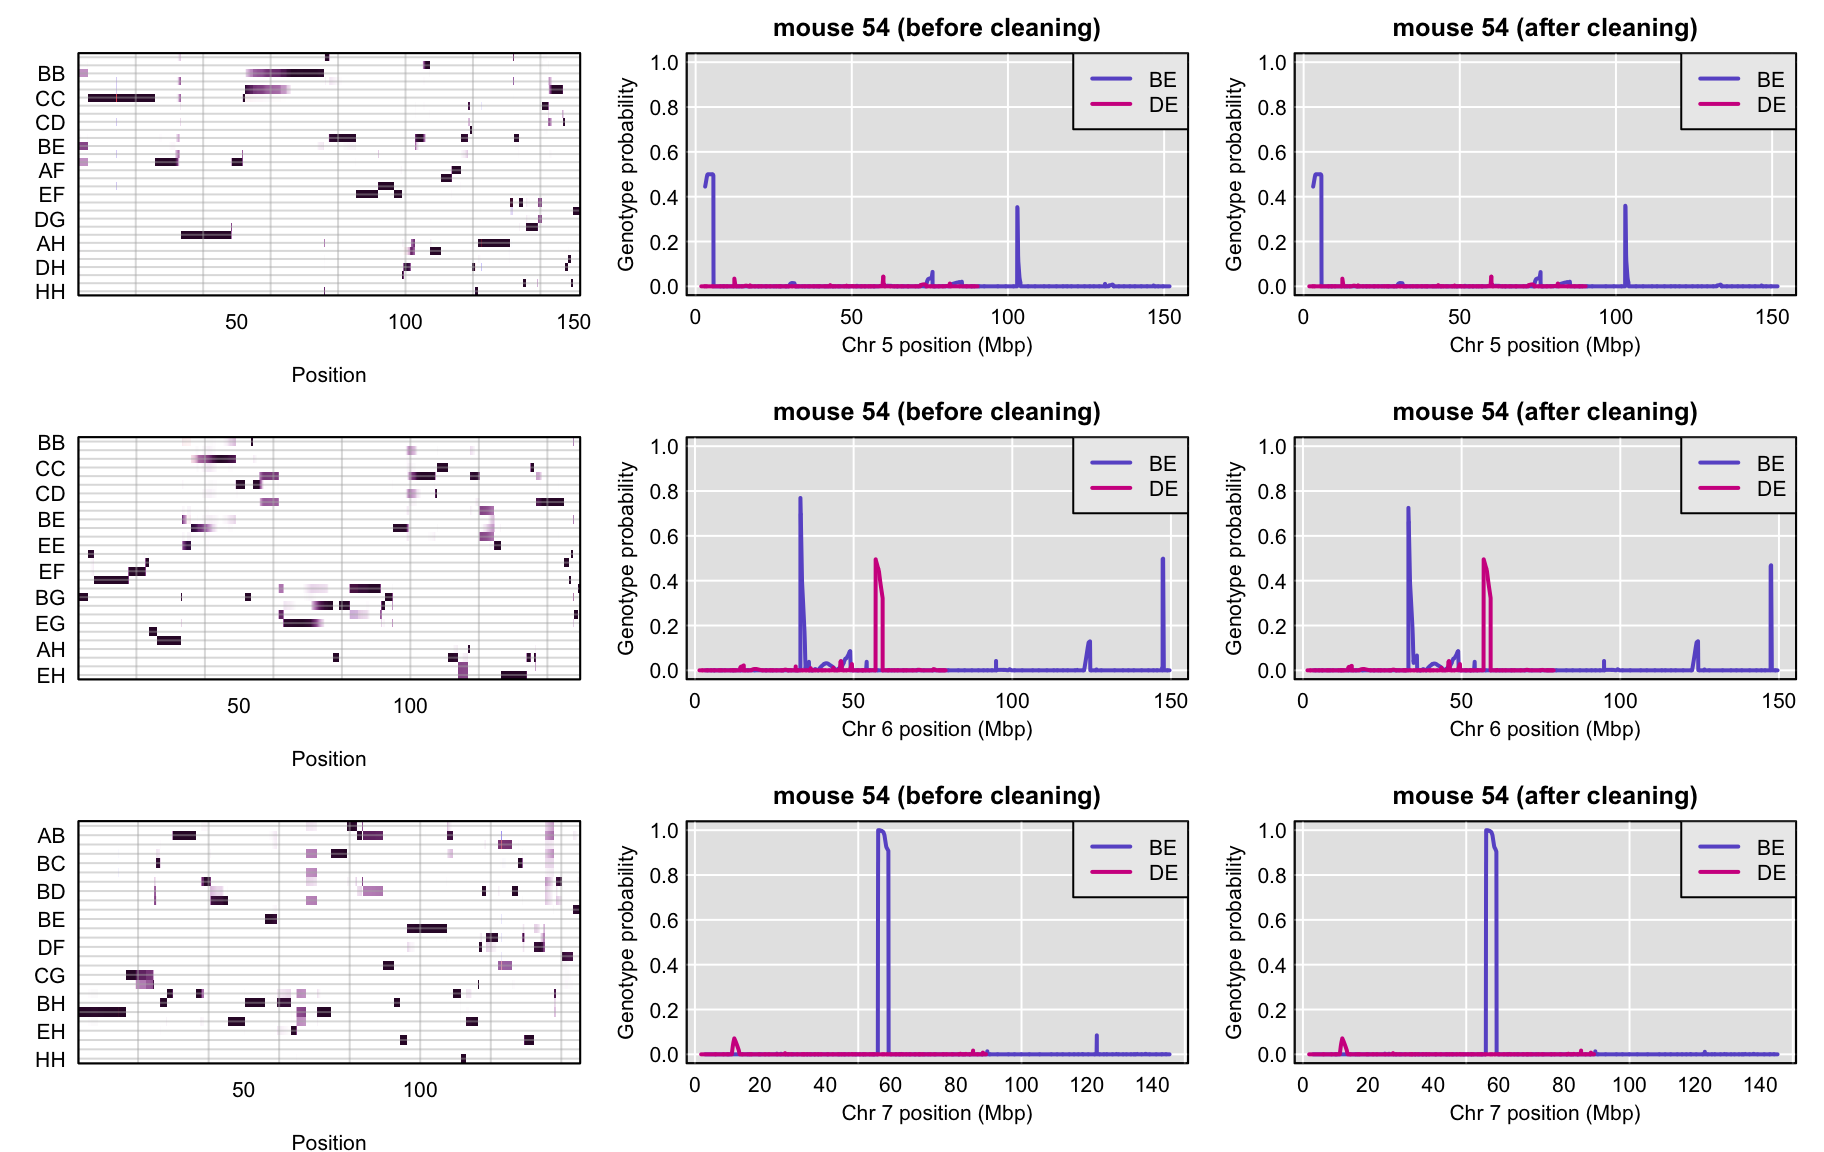 mouse 54 (before cleaning)
mouse 54 (after cleaning)
BB
CC
CD
BE
AF
EF
DG
AH
DH
HH
50
100
150
Position
Genotype probability
1.0
0.8
0.6
0.4
0.2
0.0
BE
DE
0
50
100
150
Chr 5 position (Mbp)
Genotype probability
1.0
0.8
0.6
0.4
0.2
0.0
BE
DE
0
50
100
150
Chr 5 position (Mbp)
mouse 54 (before cleaning)
mouse 54 (after cleaning)
BB
CC
CD
BE
EE
EF
BG
EG
AH
EH
50
100
Position
Genotype probability
1.0
0.8
0.6
0.4
0.2
0.0
BE
DE
0
50
100
150
Chr 6 position (Mbp)
Genotype probability
1.0
0.8
0.6
0.4
0.2
0.0
BE
DE
0
50
100
150
Chr 6 position (Mbp)
mouse 54 (before cleaning)
mouse 54 (after cleaning)
AB
BC
BD
BE
DF
CG
BH
EH
HH
50
100
Position
Genotype probability
1.0
0.8
0.6
0.4
0.2
0.0
BE
DE
0
20
40
60
80
100
120
140
Chr 7 position (Mbp)
Genotype probability
1.0
0.8
0.6
0.4
0.2
0.0
BE
DE
0
20
40
60
80
100
120
140
Chr 7 position (Mbp)